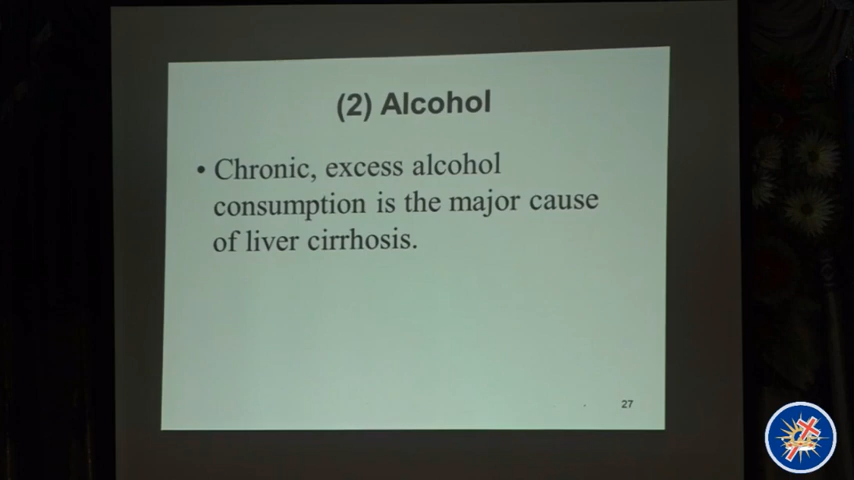 (2) Alcohol
• Chronic, excess alcohol
consumption is the major cause
of liver cirrhosis.
27